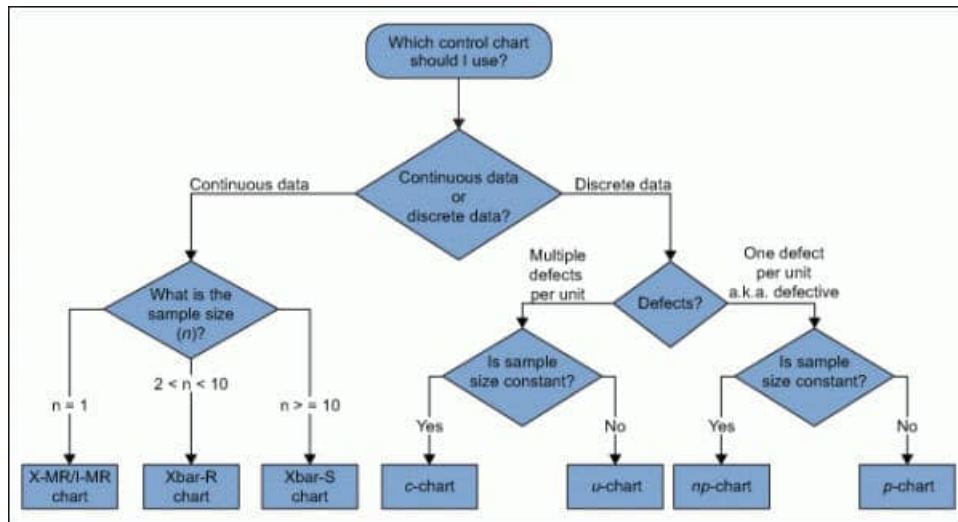 Which control chart
should I use?
Continuous data
Continuous data
or
discrete data?
Discrete data
Multiple
defects
per unit
One defect
per unit
a.k.a. defective
What is the
sample size
(n)?
Defects?
Is sample
size constant?
Is sample
size constant?
n = 1
2 < n < 10
n > = 10
Yes
No
Yes
No
X-MR/I-MR
chart
Xbar-R
chart
Xbar-S
chart
c-chart
u-chart
np-chart
p-chart